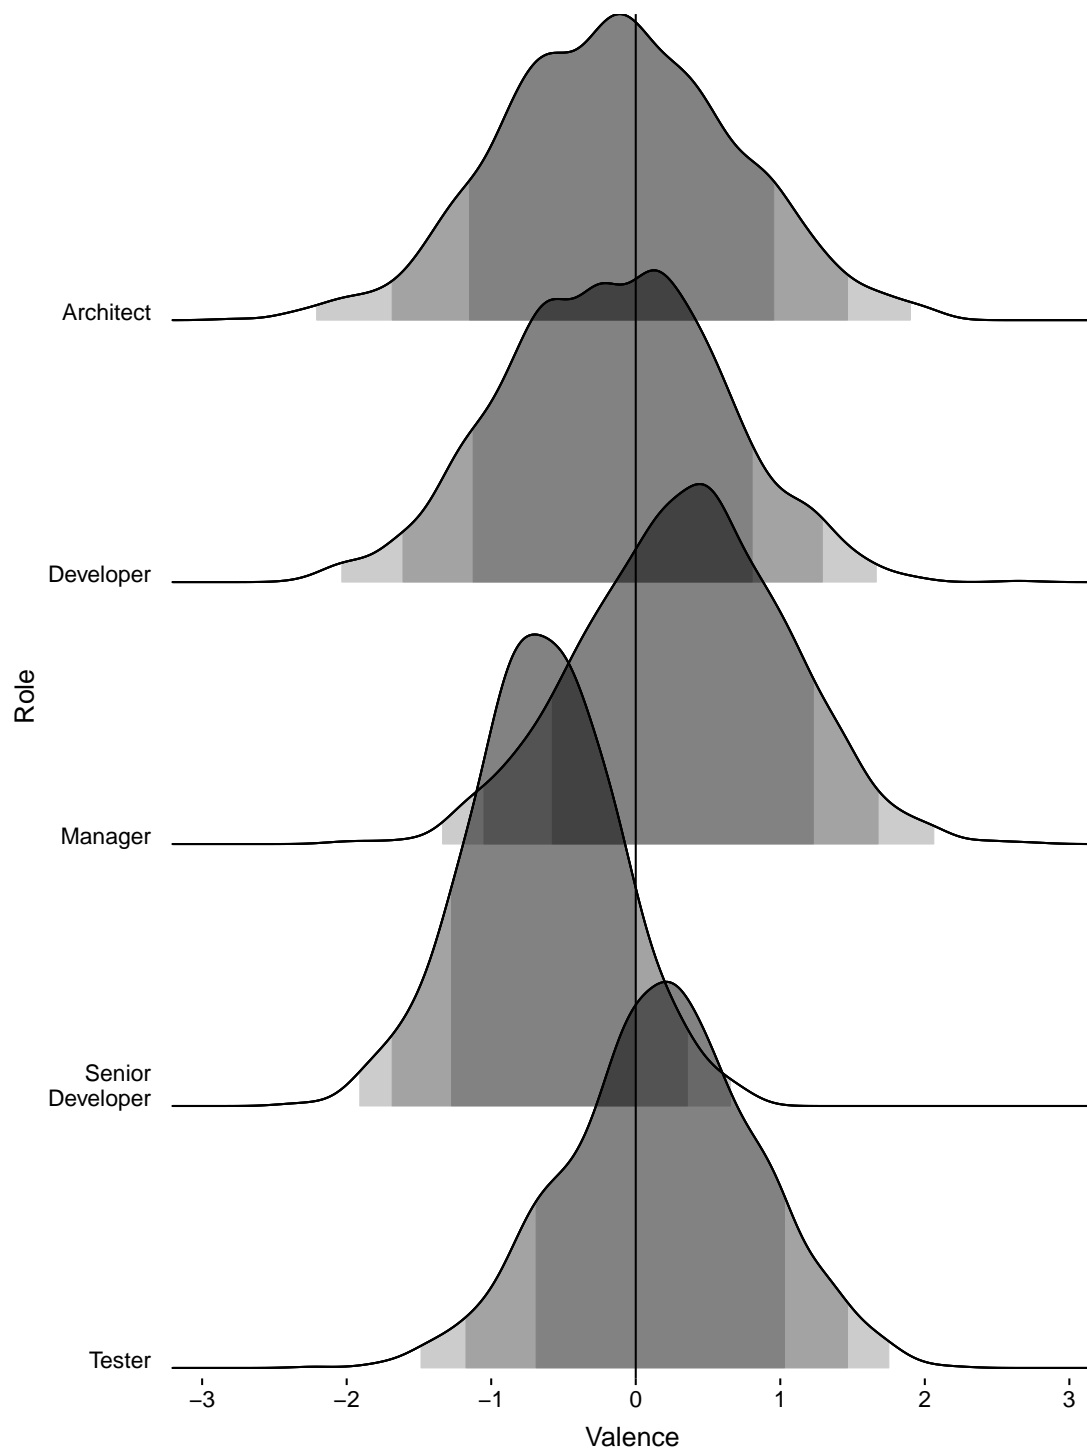 Architect
Developer
Role
Manager
Senior
Developer
Tester
–3 –2 –1 0 1 2 3
Valence